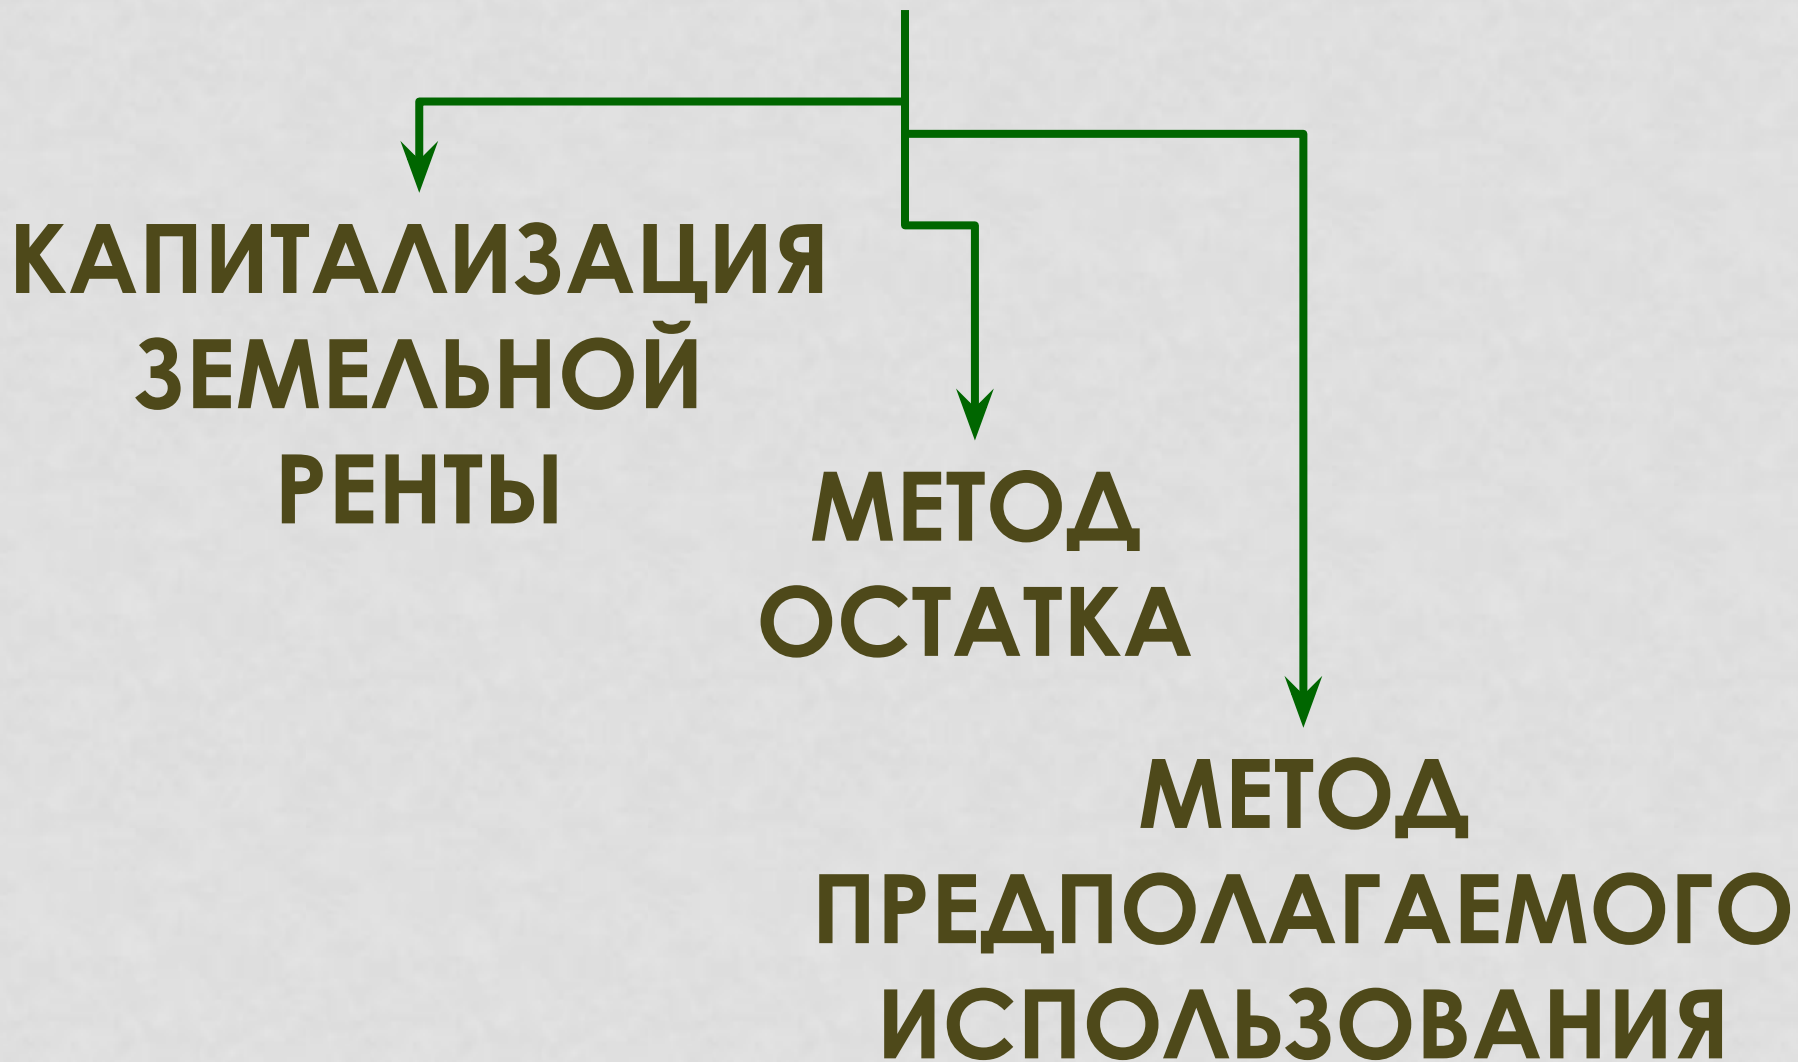 КАПИТАЛИЗАЦИЯ
ЗЕМЕЛЬНОЙ
РЕНТЫ
МЕТОД
ОСТАТКА
МЕТОД
ПРЕДПОЛАГАЕМОГО
ИСПОЛЬЗОВАНИЯ